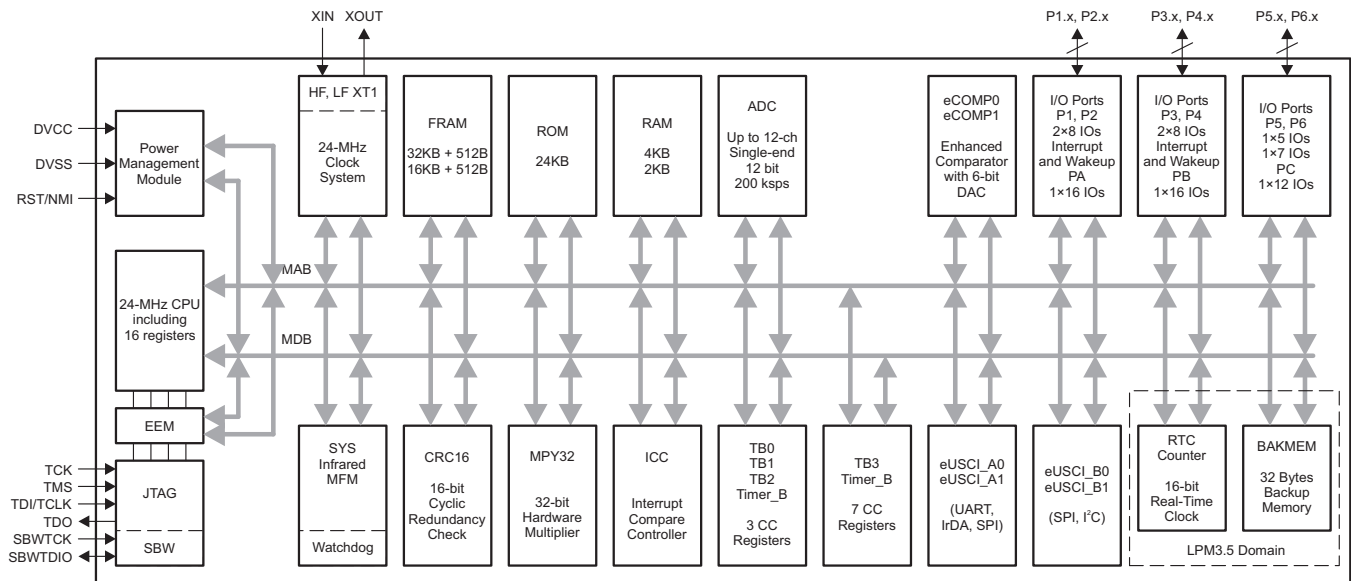 XIN XOUT
P1.x, P2.x
P3.x, P4.x
P5.x, P6.x
DVCC
DVSS
RST/NMI
Power
Management
Module
HF, LF XT1
24-MHz
Clock
System
FRAM
32KB + 512B
16KB + 512B
ROM
24KB
RAM
4KB
2KB
ADC
Up to 12-ch
Single-end
12 bit
200 ksps
eCOMP0
eCOMP1
Enhanced
Comparator
with 6-bit
DAC
I/O Ports
P1, P2
2×8 IOs
Interrupt
and Wakeup
PA
1×16 IOs
I/O Ports
P3, P4
2×8 IOs
Interrupt
and Wakeup
PB
1×16 IOs
I/O Ports
P5, P6
1×5 IOs
1×7 IOs
PC
1×12 IOs
24-MHz CPU
including
16 registers
MAB
MDB
EEM
TCK
TMS
TDI/TCLK
TDO
SBWTCK
SBWTDIO
JTAG
SBW
SYS
Infrared
MFM
Watchdog
CRC16
16-bit
Cyclic
Redundancy
Check
MPY32
32-bit
Hardware
Multiplier
ICC
Interrupt
Compare
Controller
TB0
TB1
TB2
Timer_B
3 CC
Registers
TB3
Timer_B
7 CC
Registers
eUSCI_A0
eUSCI_A1
(UART,
IrDA, SPI)
eUSCI_B0
eUSCI_B1
(SPI, I²C)
RTC
Counter
16-bit
Real-Time
Clock
BAKMEM
32 Bytes
Backup
Memory
LPM3.5 Domain